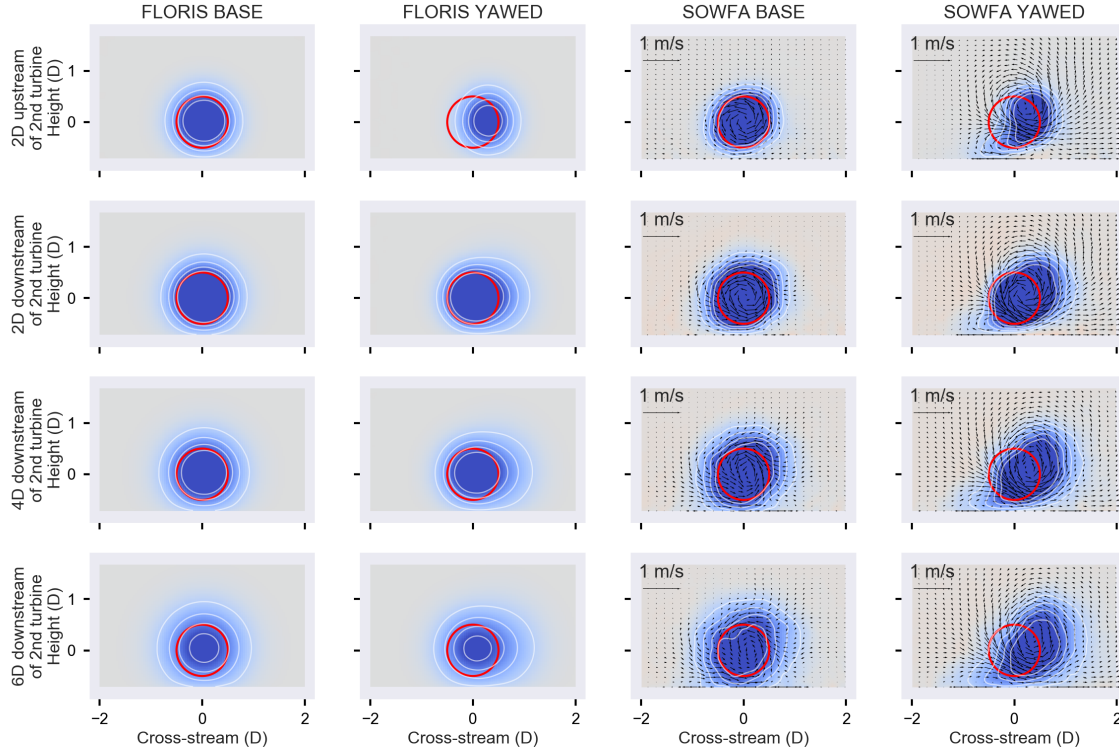 FLORIS BASE
FLORIS YAWED
SOWFA BASE
SOWFA YAWED
2D upstream
of 2nd turbine
Height (D)
1
0
1 m/s
1 m/s
−2
0
2
−2
0
2
−2
0
2
−2
0
2
2D downstream
of 2nd turbine
Height (D)
1
0
1 m/s
1 m/s
4D downstream
of 2nd turbine
Height (D)
1
0
1 m/s
1 m/s
6D downstream
of 2nd turbine
Height (D)
1
0
1 m/s
1 m/s
Cross-stream (D)
Cross-stream (D)
Cross-stream (D)
Cross-stream (D)